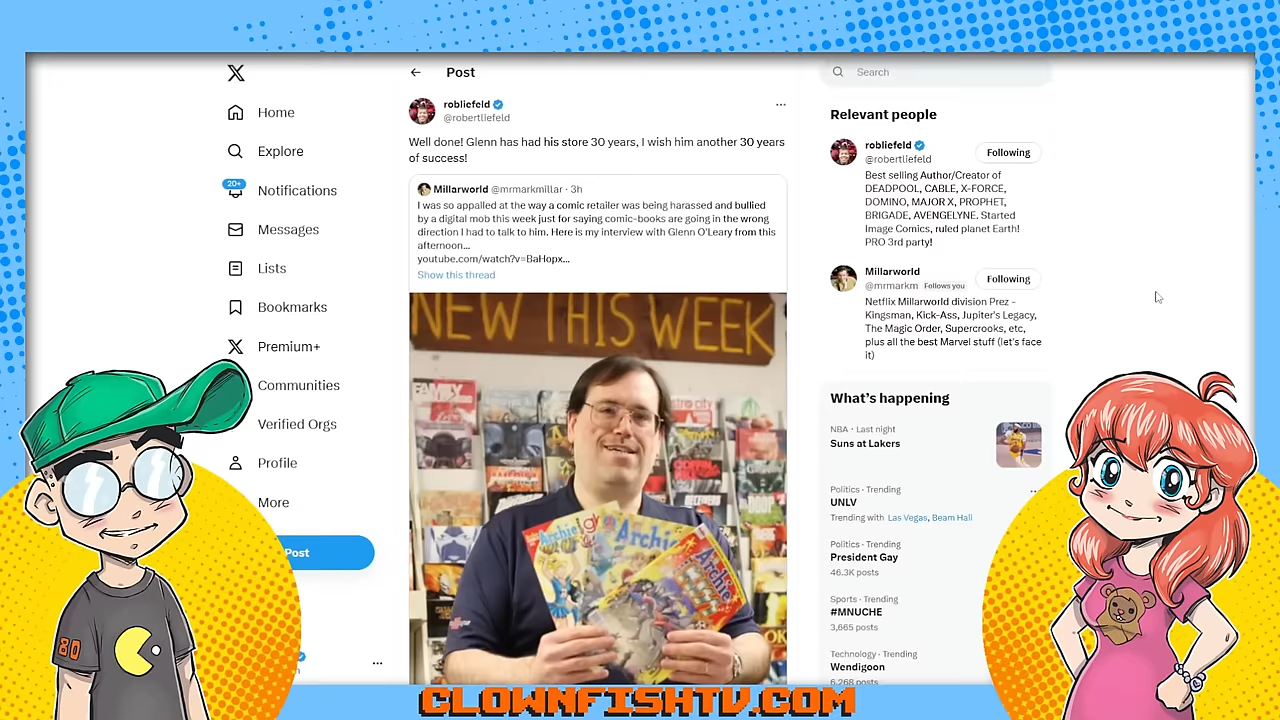 Post
Search
Home
Explore
20+
Notifications
Messages
Lists
Bookmarks
Premium+
Communities
Verified Orgs
Profile
More
Post
robliefeld
@robertliefeld
Well done! Glenn has had his store 30 years, I wish him another 30 years
of success!
Millarworld @mrmarkmillar · 3h
I was so appalled at the way a comic retailer was being harassed and bullied
by a digital mob this week just for saying comic-books are going in the wrong
direction I had to talk to him. Here is my interview with Glenn O'Leary from this
afternoon...
youtube.com/watch?v=BaHopx...
Show this thread
NEW THIS WEEK
FAMILY
Archie
Archie
Archie
Relevant people
robliefeld
@robertliefeld
Following
Best selling Author/Creator of
DEADPOOL, CABLE, X-FORCE,
DOMINO, MAJOR X, PROPHET,
BRIGADE, AVENGELYNE. Started
Image Comics, ruled planet Earth!
PRO 3rd party!
Millarworld
@mrmarkm Follows you
Following
Netflix Millarworld division Prez -
Kingsman, Kick-Ass, Jupiter's Legacy,
The Magic Order, Supercrooks, etc,
plus all the best Marvel stuff (let's face
it)
What's happening
NBA · Last night
Suns at Lakers
Politics · Trending
UNLV
Trending with Las Vegas, Beam Hall
Politics · Trending
President Gay
46.3K posts
Sports · Trending
#MNUCHE
3,665 posts
Technology · Trending
Wendigoon
6,268 posts
80
CLOWNFISHTV.COM